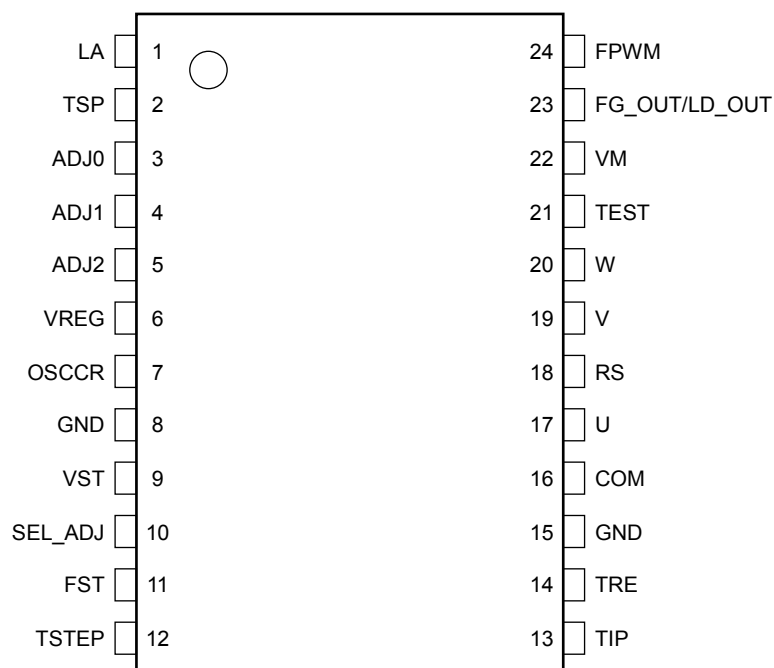 LA 1 24 FPWM
TSP 2 23 FG_OUT/LD_OUT
ADJ0 3 22 VM
ADJ1 4 21 TEST
ADJ2 5 20 W
VREG 6 19 V
OSCCR 7 18 RS
GND 8 17 U
VST 9 16 COM
SEL_ADJ 10 15 GND
FST 11 14 TRE
TSTEP 12 13 TIP